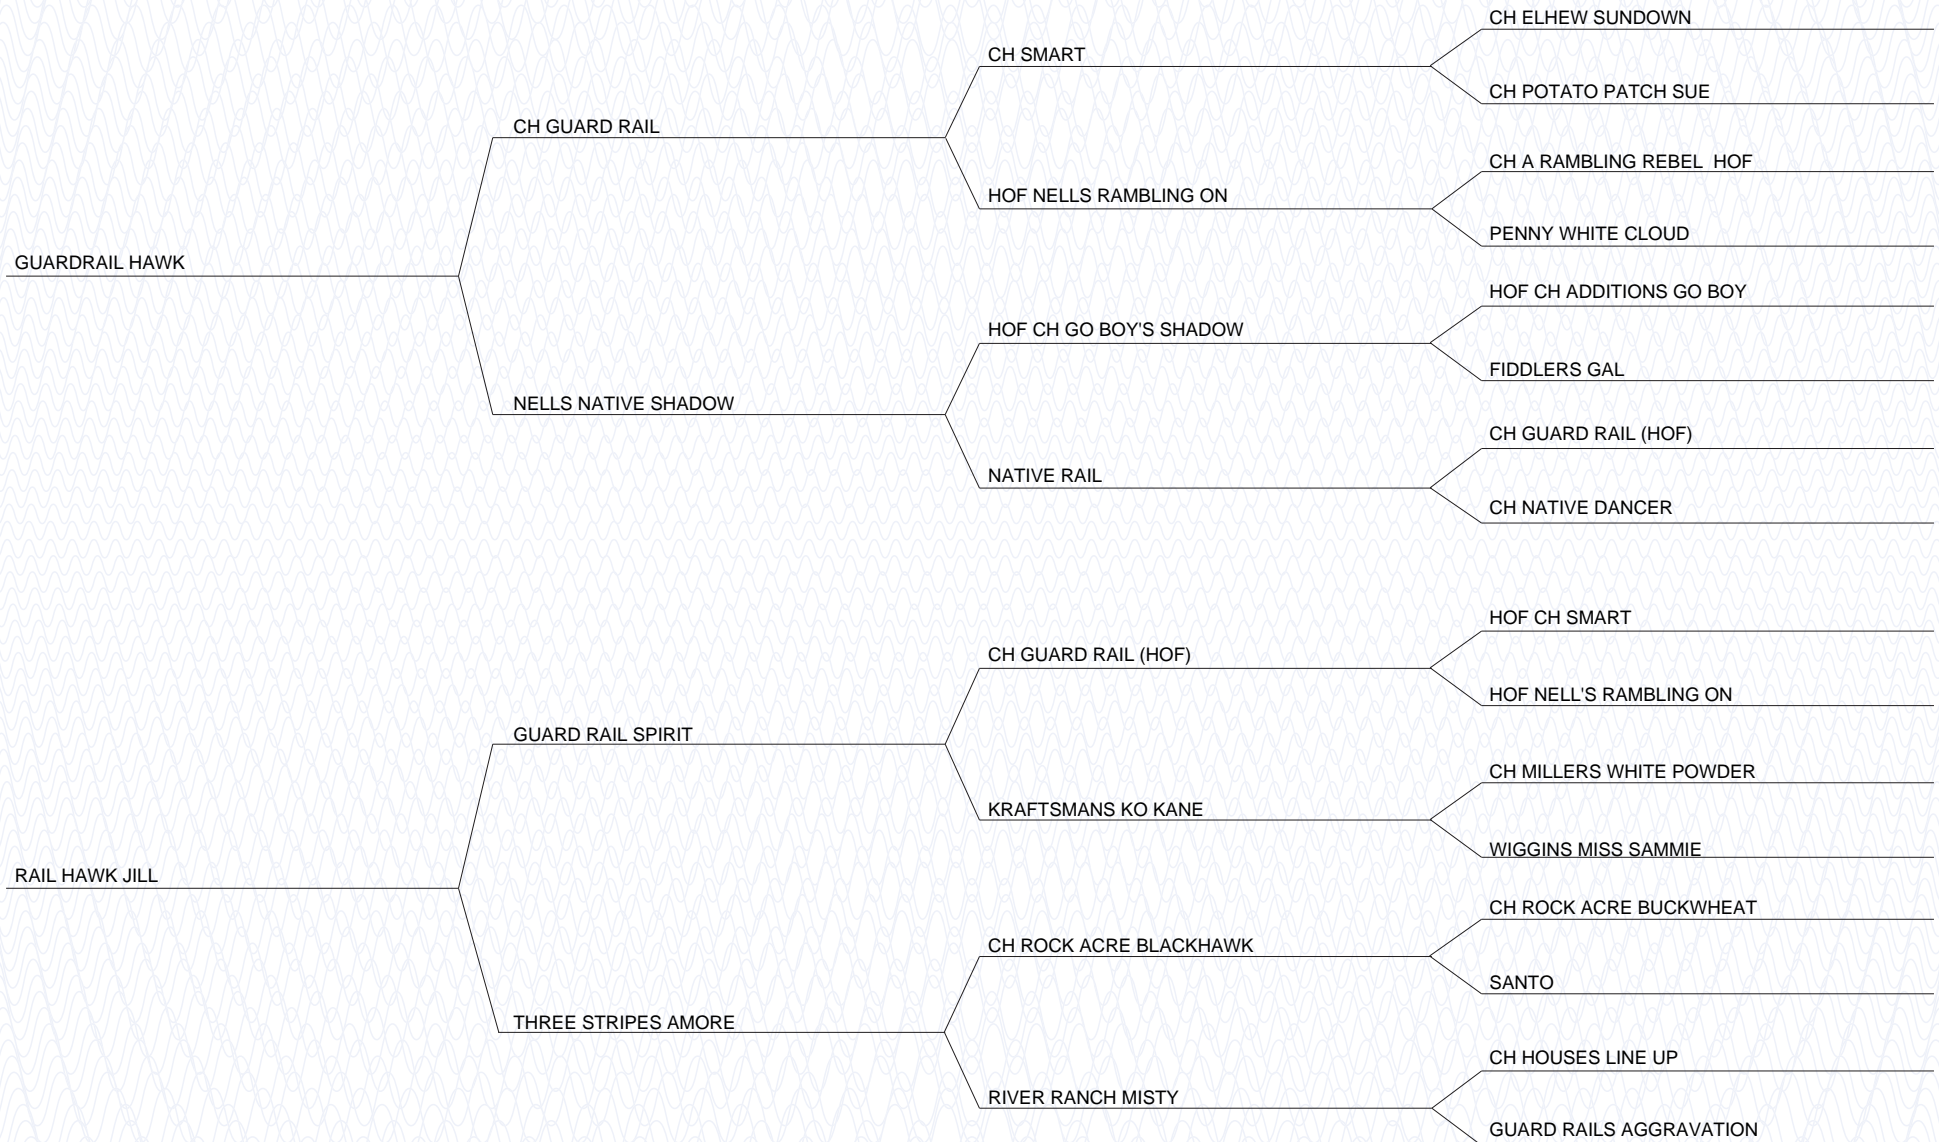 CH ELHEW SUNDOWN
CH SMART
CH POTATO PATCH SUE
CH GUARD RAIL
CH A RAMBLING REBEL  HOF
HOF NELLS RAMBLING ON
PENNY WHITE CLOUD
GUARDRAIL HAWK
HOF CH ADDITIONS GO BOY
HOF CH GO BOY'S SHADOW
FIDDLERS GAL
NELLS NATIVE SHADOW
CH GUARD RAIL (HOF)
NATIVE RAIL
CH NATIVE DANCER
HOF CH SMART
CH GUARD RAIL (HOF)
HOF NELL'S RAMBLING ON
GUARD RAIL SPIRIT
CH MILLERS WHITE POWDER
KRAFTSMANS KO KANE
WIGGINS MISS SAMMIE
RAIL HAWK JILL
CH ROCK ACRE BUCKWHEAT
CH ROCK ACRE BLACKHAWK
SANTO
THREE STRIPES AMORE
CH HOUSES LINE UP
RIVER RANCH MISTY
GUARD RAILS AGGRAVATION